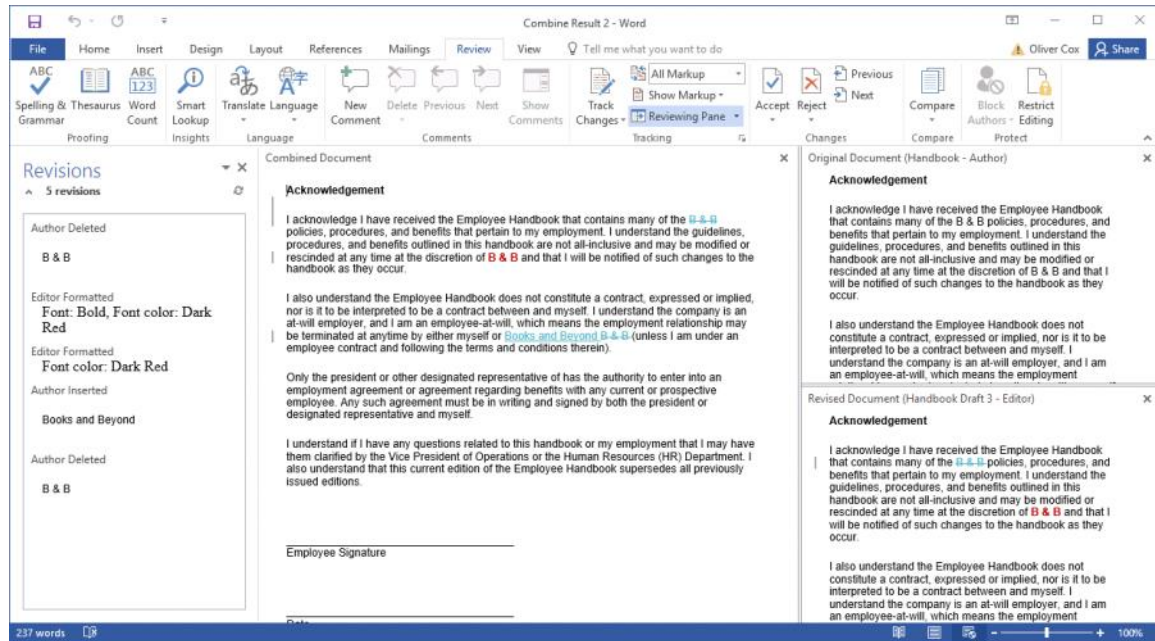 Combine Result 2 - Word
File Home Insert Design Layout References Mailings Review View Tell me what you want to do Oliver Cox Share
ABC ABC 123
Spelling & Grammar Thesaurus Word Count Smart Lookup Translate Language New Comment Delete Previous Next Show Comments Track Changes All Markup Show Markup Reviewing Pane Accept Reject Previous Next Compare Block Authors Restrict Editing
Proofing Insights Language Comments Tracking Changes Compare Protect
Revisions
5 revisions
Author Deleted
B & B
Editor Formatted
Font: Bold, Font color: Dark
Red
Editor Formatted
Font color: Dark Red
Author Inserted
Books and Beyond
Author Deleted
B & B
Combined Document
Acknowledgement
I acknowledge I have received the Employee Handbook that contains many of the B & B
policies, procedures, and benefits that pertain to my employment. I understand the guidelines,
procedures, and benefits outlined in this handbook are not all-inclusive and may be modified or
rescinded at any time at the discretion of B & B and that I will be notified of such changes to the
handbook as they occur.
I also understand the Employee Handbook does not constitute a contract, expressed or implied,
nor is it to be interpreted to be a contract between and myself. I understand the company is an
at-will employer, and I am an employee-at-will, which means the employment relationship may
be terminated at anytime by either myself or Books and Beyond B & B (unless I am under an
employee contract and following the terms and conditions therein).
Only the president or other designated representative of has the authority to enter into an
employment agreement or agreement regarding benefits with any current or prospective
employee. Any such agreement must be in writing and signed by both the president or
designated representative and myself.
I understand if I have any questions related to this handbook or my employment that I may have
them clarified by the Vice President of Operations or the Human Resources (HR) Department. I
also understand that this current edition of the Employee Handbook supersedes all previously
issued editions.
Employee Signature
Original Document (Handbook - Author)
Acknowledgement
I acknowledge I have received the Employee Handbook
that contains many of the B & B policies, procedures, and
benefits that pertain to my employment. I understand the
guidelines, procedures, and benefits outlined in this
handbook are not all-inclusive and may be modified or
rescinded at any time at the discretion of B & B and that I
will be notified of such changes to the handbook as they
occur.
I also understand the Employee Handbook does not
constitute a contract, expressed or implied, nor is it to be
interpreted to be a contract between and myself. I
understand the company is an at-will employer, and I am
an employee-at-will, which means the employment
Revised Document (Handbook Draft 3 - Editor)
Acknowledgement
I acknowledge I have received the Employee Handbook
that contains many of the B & B policies, procedures, and
benefits that pertain to my employment. I understand the
guidelines, procedures, and benefits outlined in this
handbook are not all-inclusive and may be modified or
rescinded at any time at the discretion of B & B and that I
will be notified of such changes to the handbook as they
occur.
I also understand the Employee Handbook does not
constitute a contract, expressed or implied, nor is it to be
interpreted to be a contract between and myself. I
understand the company is an at-will employer, and I am
an employee-at-will, which means the employment
237 words 100%